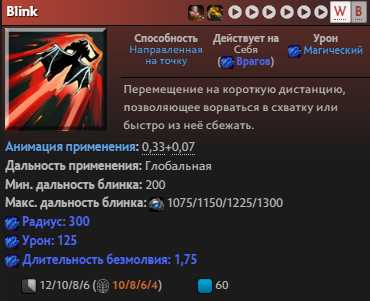 Blink
W B
Способность Действует на Урон
Направленная Себя Магический
на точку (Врагов)
Перемещение на короткую дистанцию,
позволяющее ворваться в схватку или
быстро из неё сбежать.
Анимация применения: 0,33+0,07
Дальность применения: Глобальная
Мин. дальность блинка: 200
Макс. дальность блинка: 1075/1150/1225/1300
Радиус: 300
Урон: 125
Длительность безмолвия: 1,75
12/10/8/6 (10/8/6/4) 60